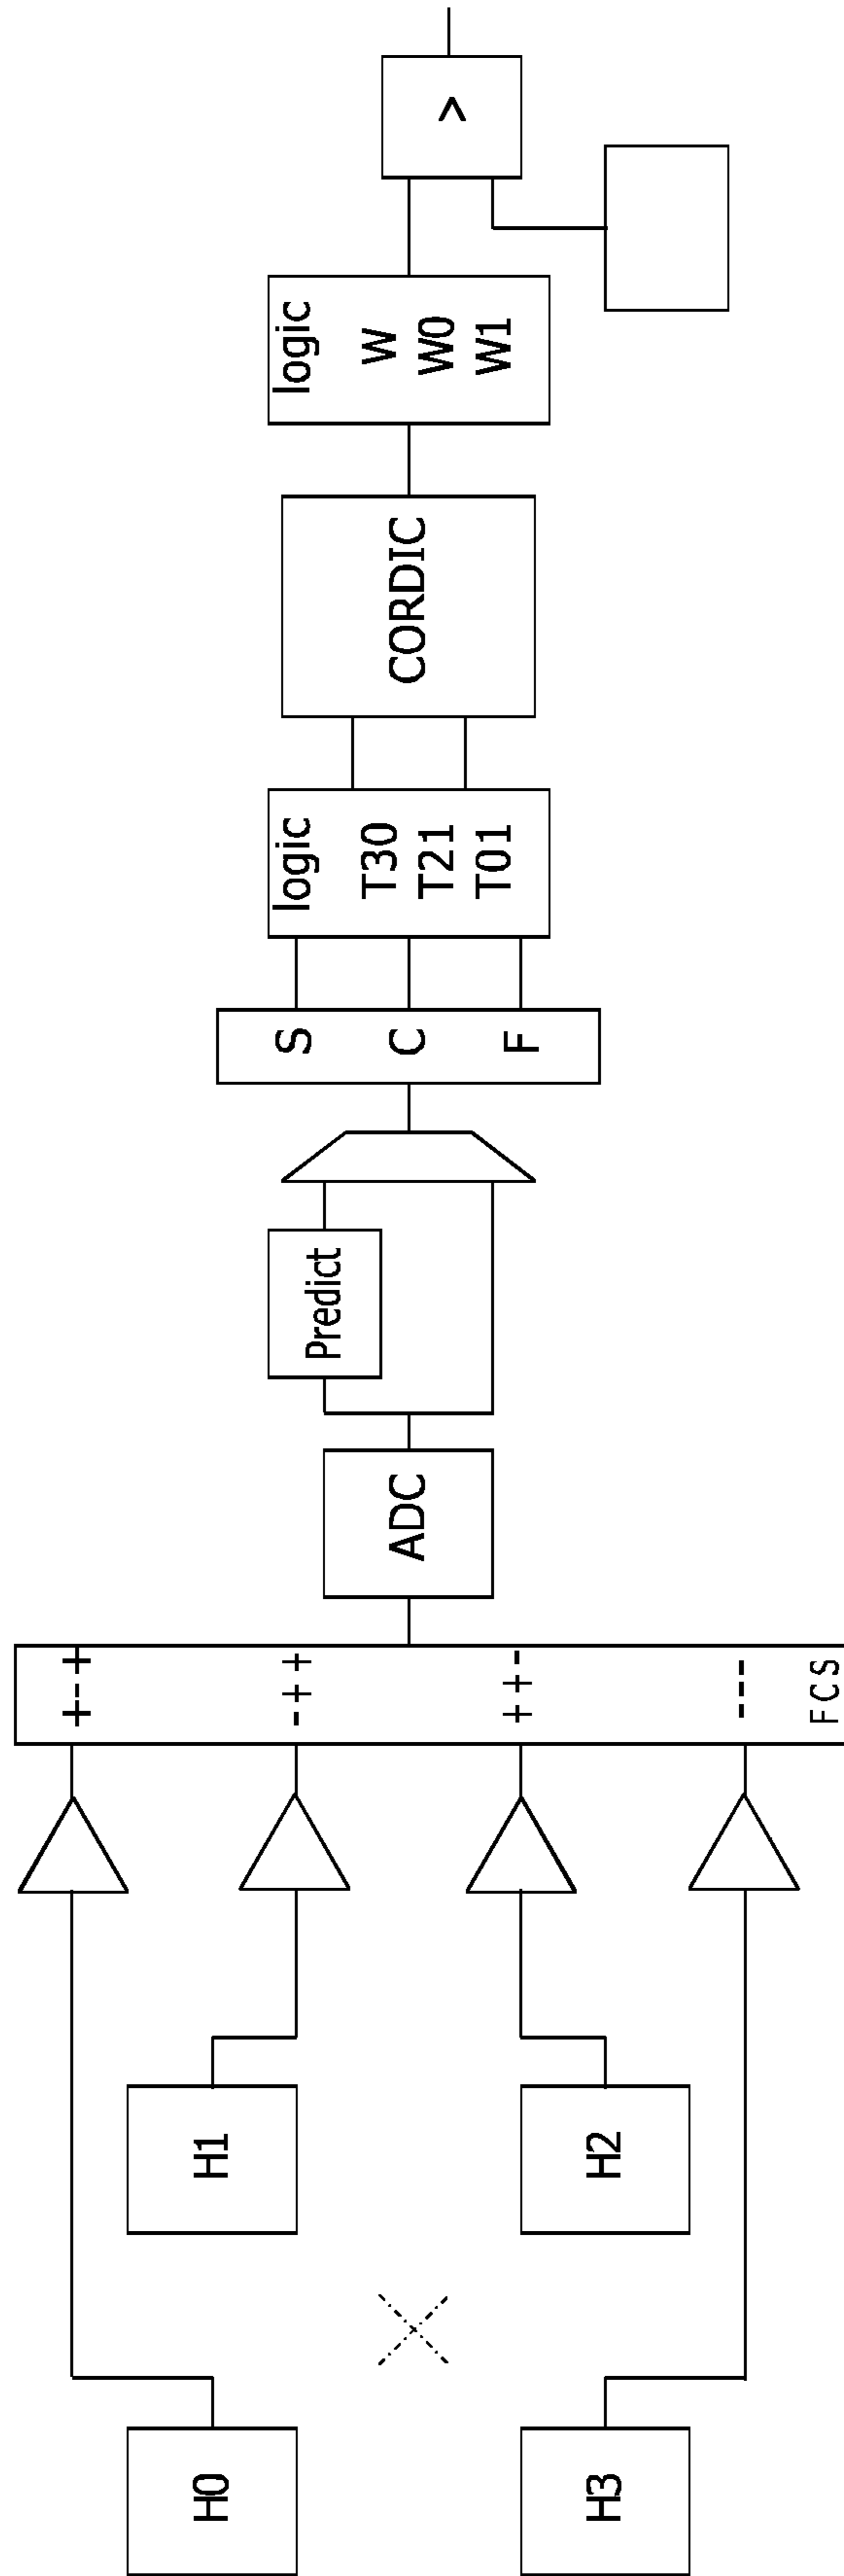 H0
H3
H1
H2
+-+
-++
++-
---
FCS
ADC
Predict
S
C
F
logic
T30
T21
T01
CORDIC
logic
W
W0
W1
>